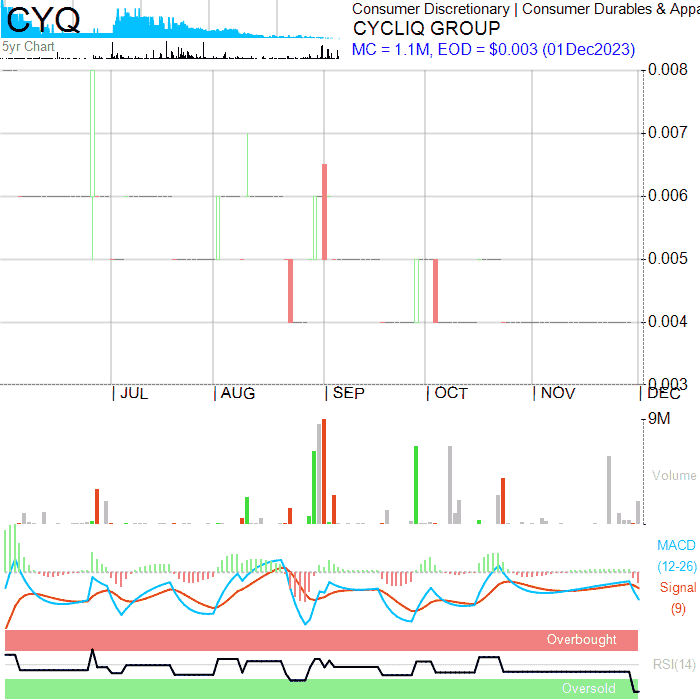 CYQ
5yr Chart
Consumer Discretionary | Consumer Durables & Appa
CYCLIQ GROUP
MC = 1.1M, EOD = $0.003 (01Dec2023)
0.008
0.007
0.006
0.005
0.004
0.003
JUL AUG SEP OCT NOV DEC
9M
Volume
MACD
(12-26)
Signal
(9)
Overbought
RSI(14)
Oversold